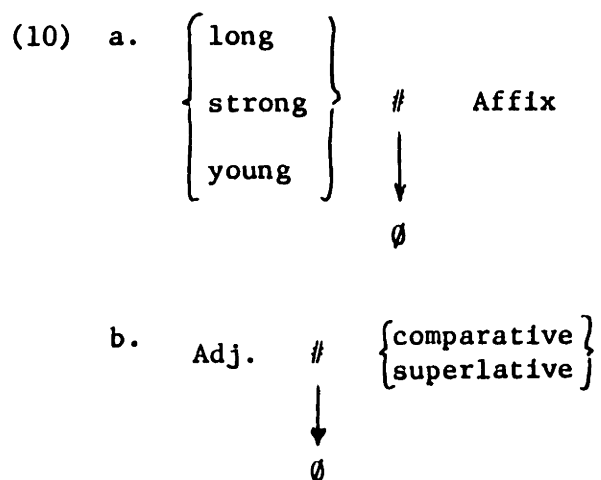 (10) a. long
strong # Affix
young
Ø
b. Adj. # comparative
superlative
Ø